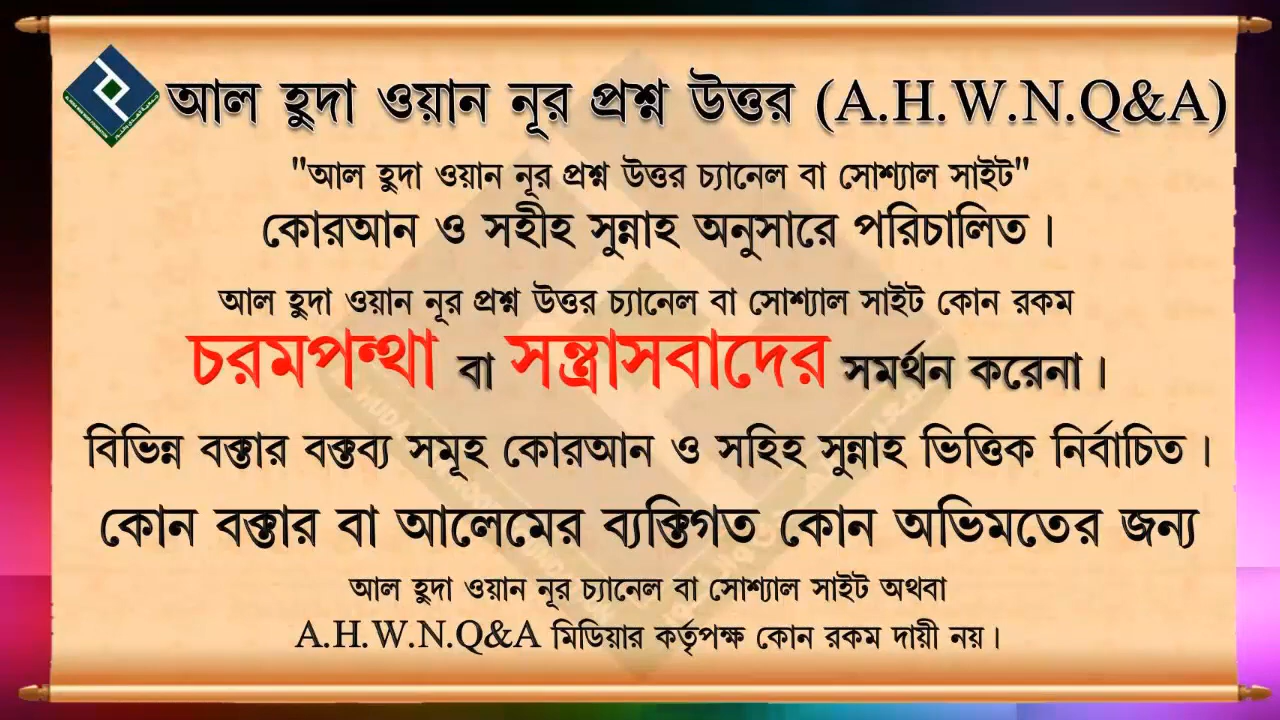 আল হুদা ওয়ান নূর প্রশ্ন উত্তর (A.H.W.N.Q&A)
"আল হুদা ওয়ান নূর প্রশ্ন উত্তর চ্যানেল বা সোশ্যাল সাইট"
কোরআন ও সহীহ সুন্নাহ অনুসারে পরিচালিত ।
আল হুদা ওয়ান নূর প্রশ্ন উত্তর চ্যানেল বা সোশ্যাল সাইট কোন রকম
চরমপন্থা বা সন্ত্রাসবাদের সমর্থন করেনা ।
বিভিন্ন বক্তার বক্তব্য সমূহ কোরআন ও সহিহ সুন্নাহ ভিত্তিক নির্বাচিত ।
কোন বক্তার বা আলেমের ব্যক্তিগত কোন অভিমতের জন্য
আল হুদা ওয়ান নূর চ্যানেল বা সোশ্যাল সাইট অথবা
A.H.W.N.Q&A মিডিয়ার কর্তৃপক্ষ কোন রকম দায়ী নয় ।